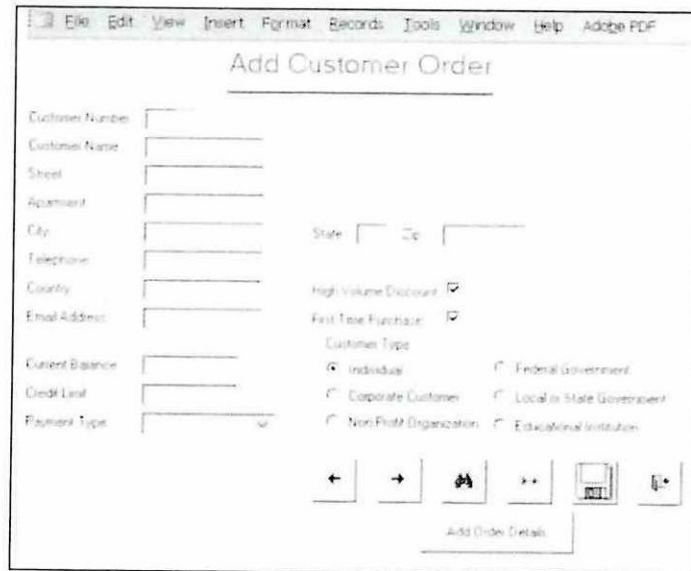 File Edit View Insert Format Records Tools Window Help Adobe PDF
Add Customer Order
Customer Number
Customer Name
Street
Apartment
City
State Zip
Telephone
Country
High Volume Discount
Email Address
First Time Purchase
Customer Type
Current Balance
Individual Federal Government
Credit Limit
Corporate Customer Local or State Government
Payment Type
Non Profit Organization Educational Institution
Add Order Details